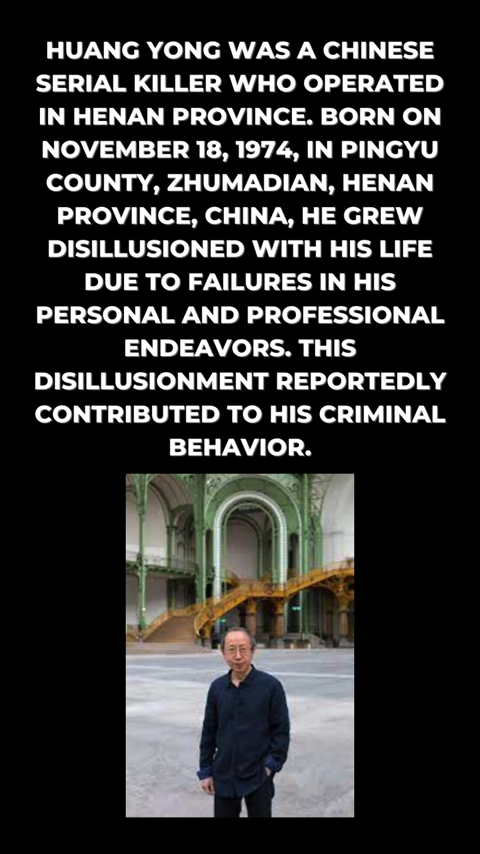 HUANG YONG WAS A CHINESE
SERIAL KILLER WHO OPERATED
IN HENAN PROVINCE. BORN ON
NOVEMBER 18, 1974, IN PINGYU
COUNTY, ZHUMADIAN, HENAN
PROVINCE, CHINA, HE GREW
DISILLUSIONED WITH HIS LIFE
DUE TO FAILURES IN HIS
PERSONAL AND PROFESSIONAL
ENDEAVORS. THIS
DISILLUSIONMENT REPORTEDLY
CONTRIBUTED TO HIS CRIMINAL
BEHAVIOR.